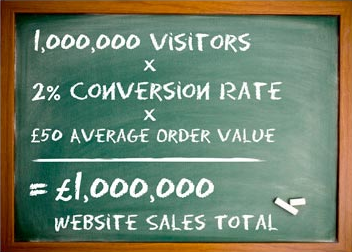 1,000,000 VISITORS
x
2% CONVERSION RATE
x
£50 AVERAGE ORDER VALUE
= £1,000,000
WEBSITE SALES TOTAL